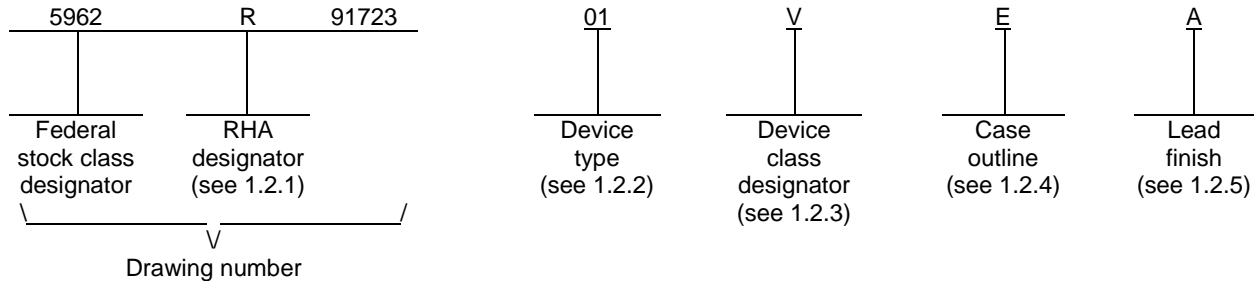 5962 R 91723 01 V E A
Federal stock class designator
RHA designator (see 1.2.1)
Device type (see 1.2.2)
Device class designator (see 1.2.3)
Case outline (see 1.2.4)
Lead finish (see 1.2.5)
Drawing number